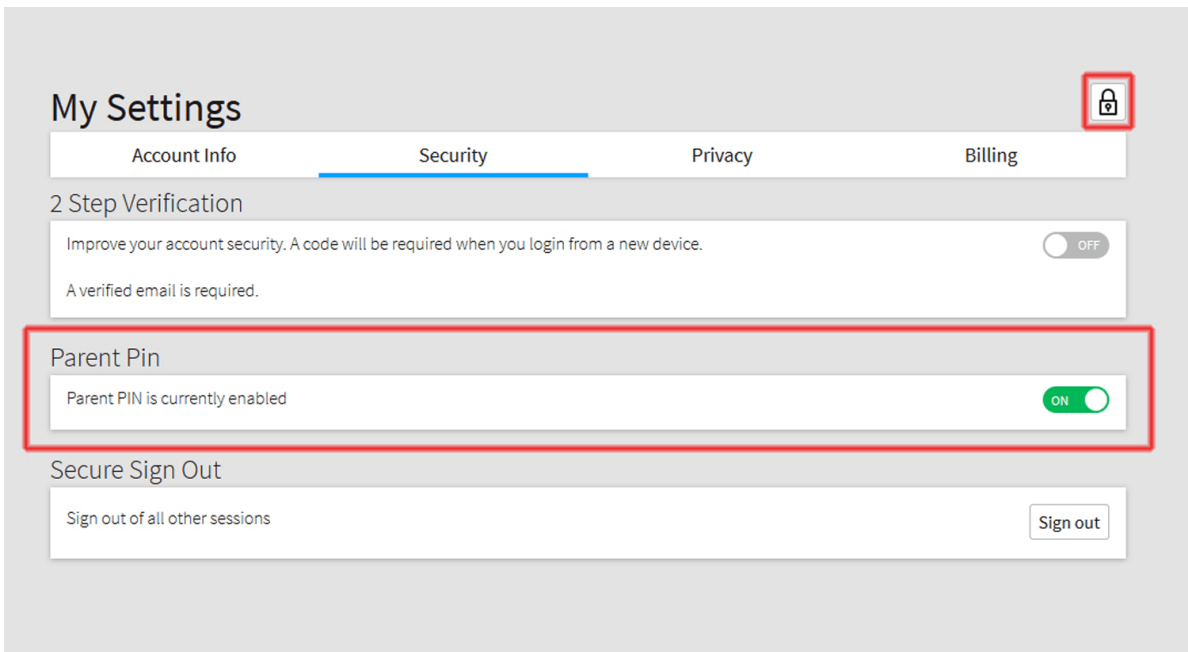 My Settings
Account Info Security Privacy Billing
2 Step Verification
Improve your account security. A code will be required when you login from a new device.
OFF
A verified email is required.
Parent Pin
Parent PIN is currently enabled
ON
Secure Sign Out
Sign out of all other sessions
Sign out